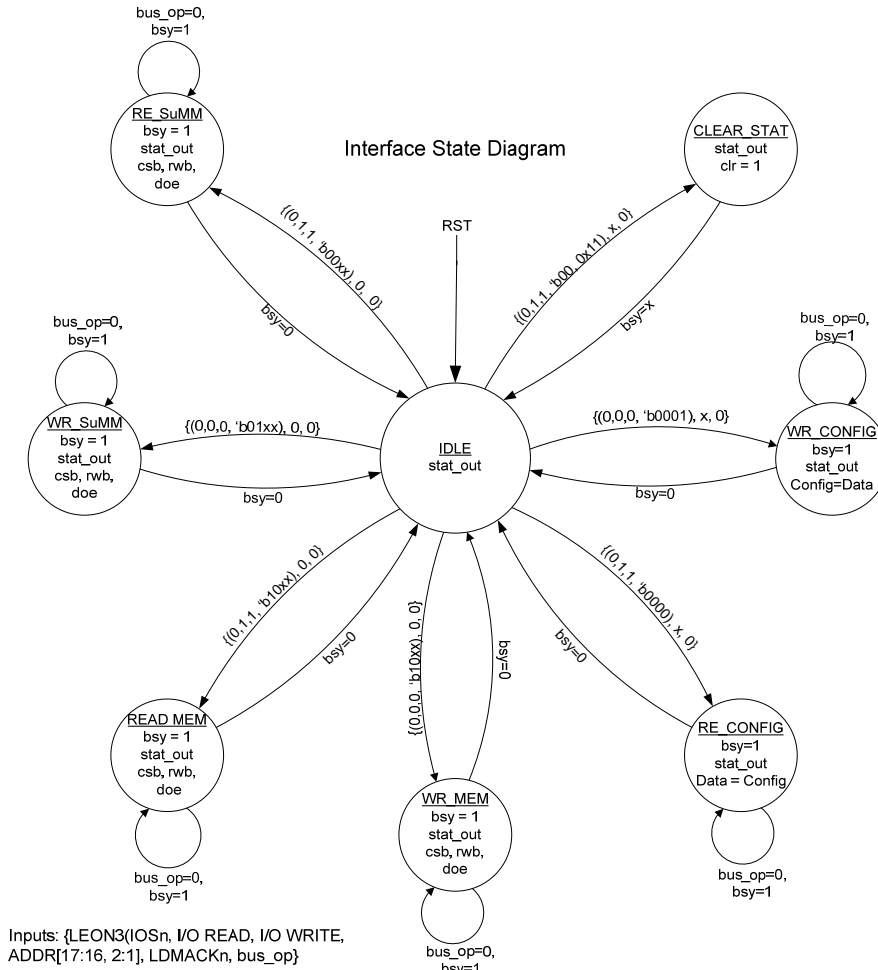 bus_op=0,
bsy=1
RE_SuMM
bsy = 1
stat_out
csb, rwb,
doe
Interface State Diagram
CLEAR_STAT
stat_out
clr = 1
RST
{(0,1,1, ‘b00xx), 0, 0}
bsy=0
{(0,1,1, ‘b00, 0x11), x, 0}
bsy=x
bus_op=0,
bsy=1
WR_SuMM
bsy = 1
stat_out
csb, rwb,
doe
{(0,0,0, ‘b01xx), 0, 0}
bsy=0
IDLE
stat_out
{(0,0,0, ‘b0001), x, 0}
bsy=0
bus_op=0,
bsy=1
WR_CONFIG
bsy=1
stat_out
Config=Data
{(0,1,1, ‘b10xx), 0, 0}
bsy=0
{(0,0,0, ‘b10xx), 0, 0}
bsy=0
{(0,1,1, ‘b0000), x, 0}
bsy=0
READ MEM
bsy = 1
stat_out
csb, rwb,
doe
bus_op=0,
bsy=1
WR_MEM
bsy = 1
stat_out
csb, rwb,
doe
bus_op=0,
bsy=1
RE_CONFIG
bsy=1
stat_out
Data = Config
bus_op=0,
bsy=1
Inputs: {LEON3(IOSn, I/O READ, I/O WRITE,
ADDR[17:16, 2:1], LDMACKn, bus_op}